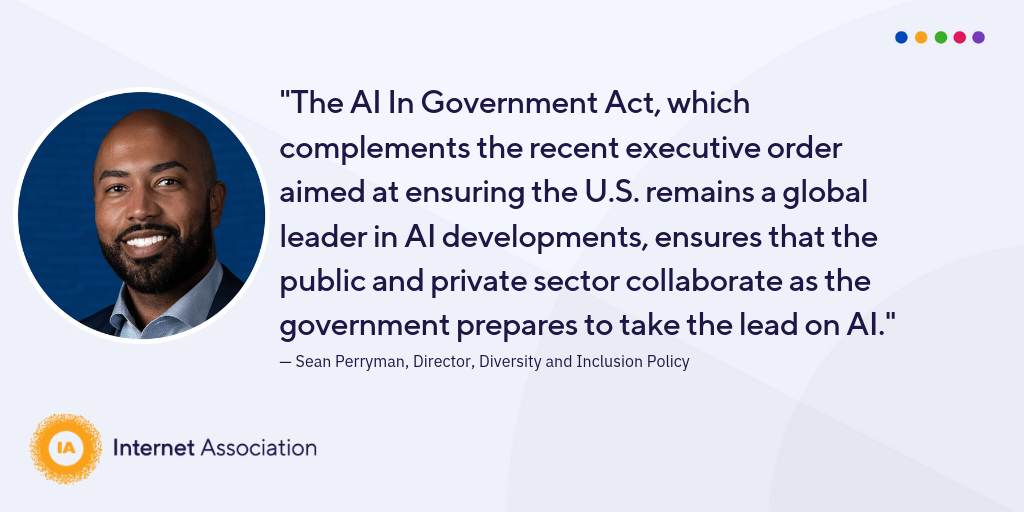 "The AI In Government Act, which
complements the recent executive order
aimed at ensuring the U.S. remains a global
leader in AI developments, ensures that the
public and private sector collaborate as the
government prepares to take the lead on AI."
— Sean Perryman, Director, Diversity and Inclusion Policy
IA Internet Association